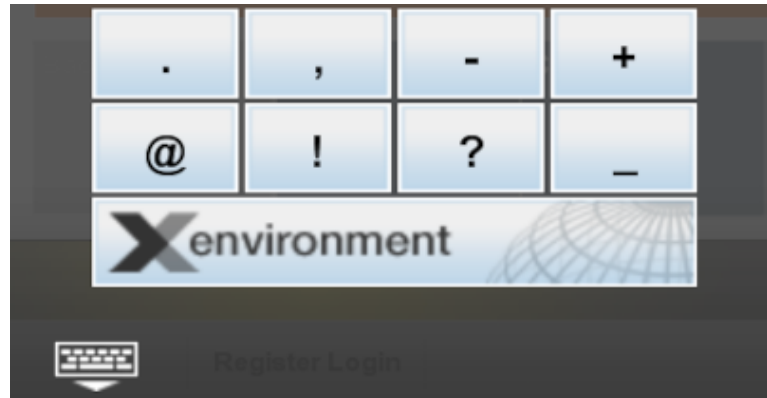 . , - +
@ ! ? _
Xenvironment
Register Login